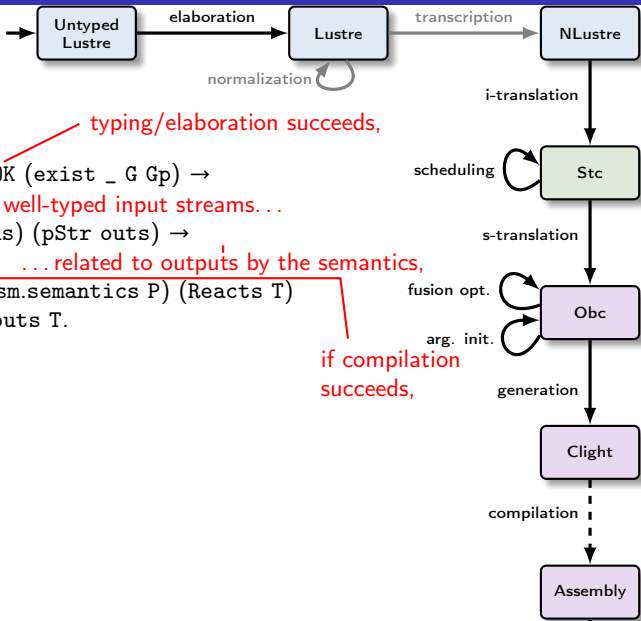 Untyped
Lustre
elaboration
Lustre
transcription
NLustre
normalization
i-translation
typing/elaboration succeeds,
OK (exist _ G Gp) →
scheduling
Stc
well-typed input streams...
s) (pStr outs) →
s-translation
...related to outputs by the semantics,
sm.semantics P) (Reacts T)
fusion opt.
Obc
outs T.
arg. init.
if compilation
succeeds,
generation
Clight
compilation
Assembly